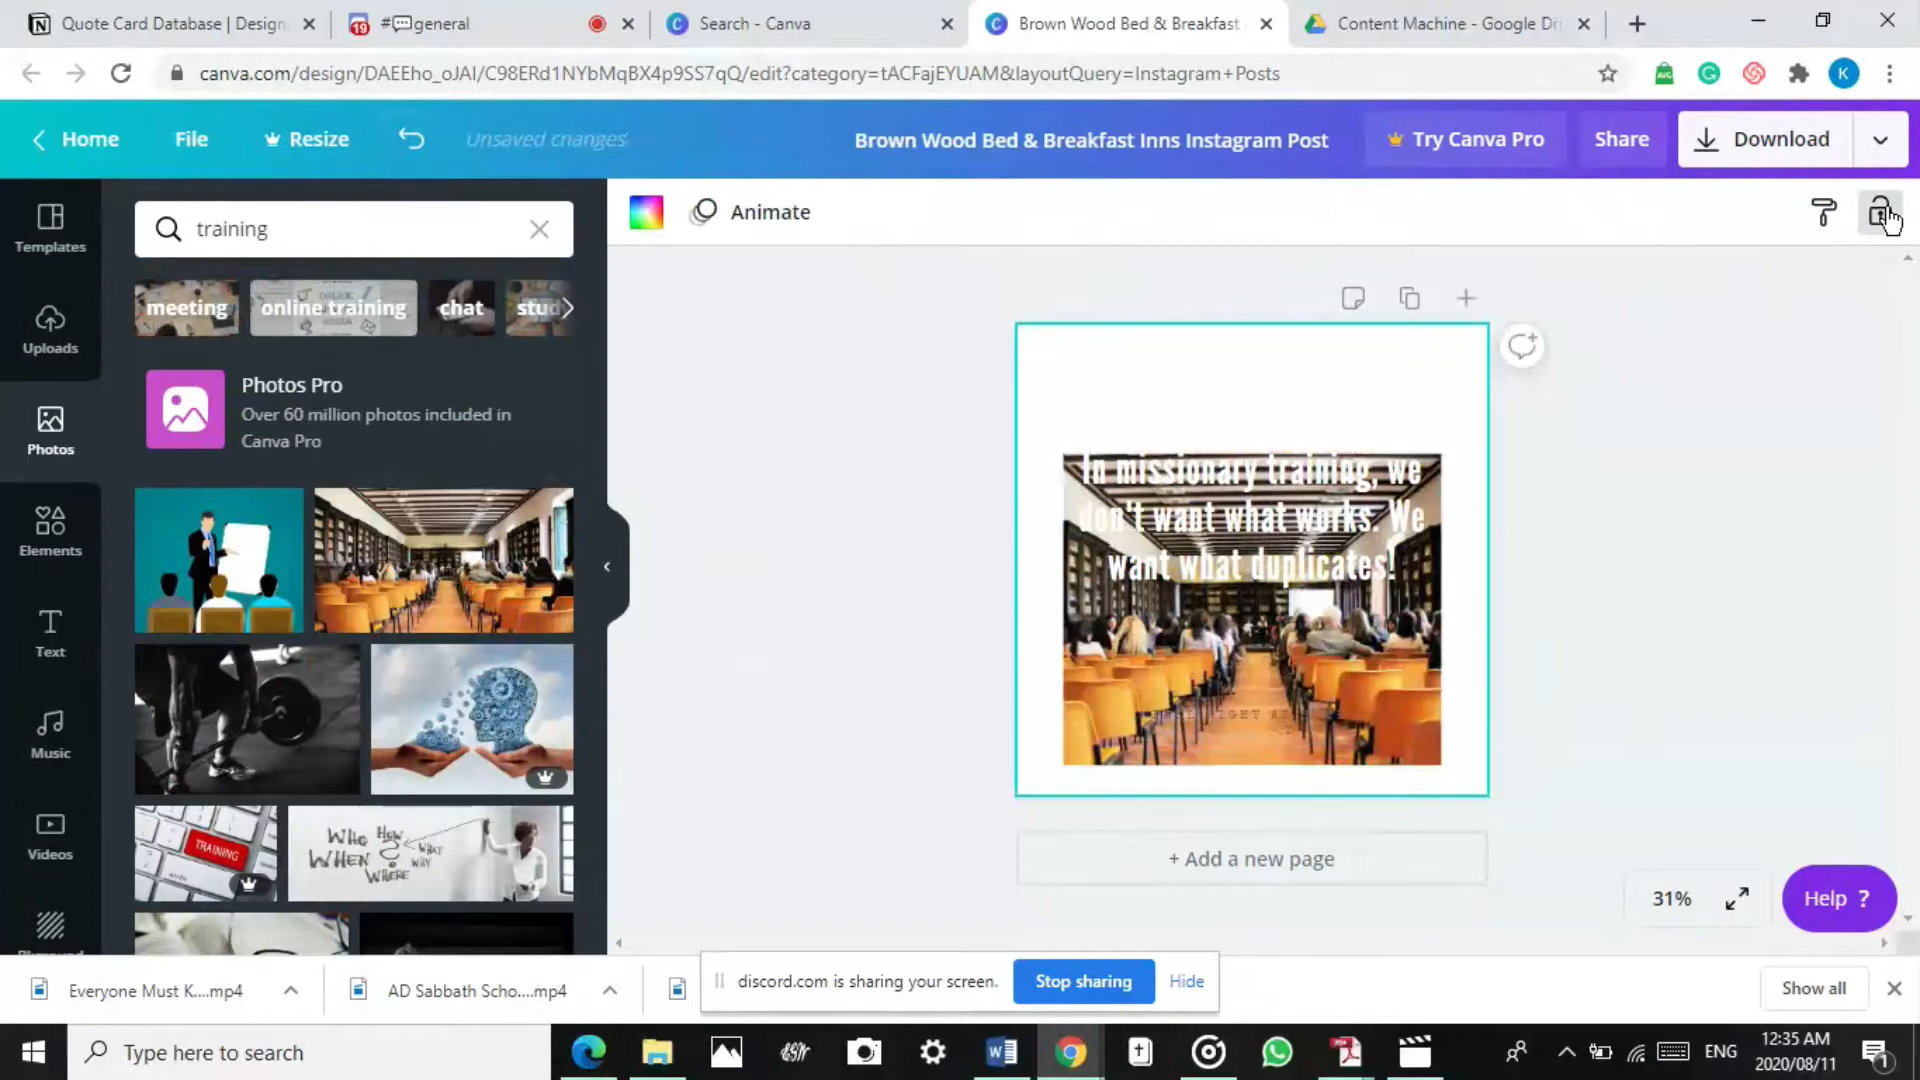 Quote Card Database | Design
19
#💬general
Search - Canva
Brown Wood Bed & Breakfast
Content Machine - Google Dri
canva.com/design/DAEEho_oJAI/C98ERd1NYbMqBX4p9SS7qQ/edit?category=tACFajEYUAM&layoutQuery=Instagram+Posts
K
Home
File
Resize
Unsaved changes
Brown Wood Bed & Breakfast Inns Instagram Post
Try Canva Pro
Share
Download
Templates
Uploads
Photos
Elements
Text
Music
Videos
training
meeting
online training
chat
stud
Photos Pro
Over 60 million photos included in
Canva Pro
TRAINING
WHO HOW
WHEN WHAT
WHY
WHERE
Animate
In missionary training, we
don't want what works. We
want what duplicates!
+ Add a new page
31%
Help ?
Everyone Must K....mp4
AD Sabbath Scho....mp4
discord.com is sharing your screen.
Stop sharing
Hide
Show all
Type here to search
ENG
12:35 AM
2020/08/11
1